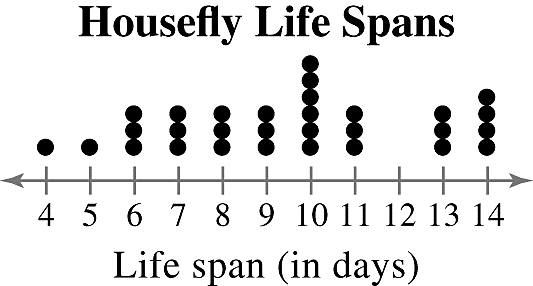 Housefly Life Spans
4 5 6 7 8 9 10 11 12 13 14
Life span (in days)